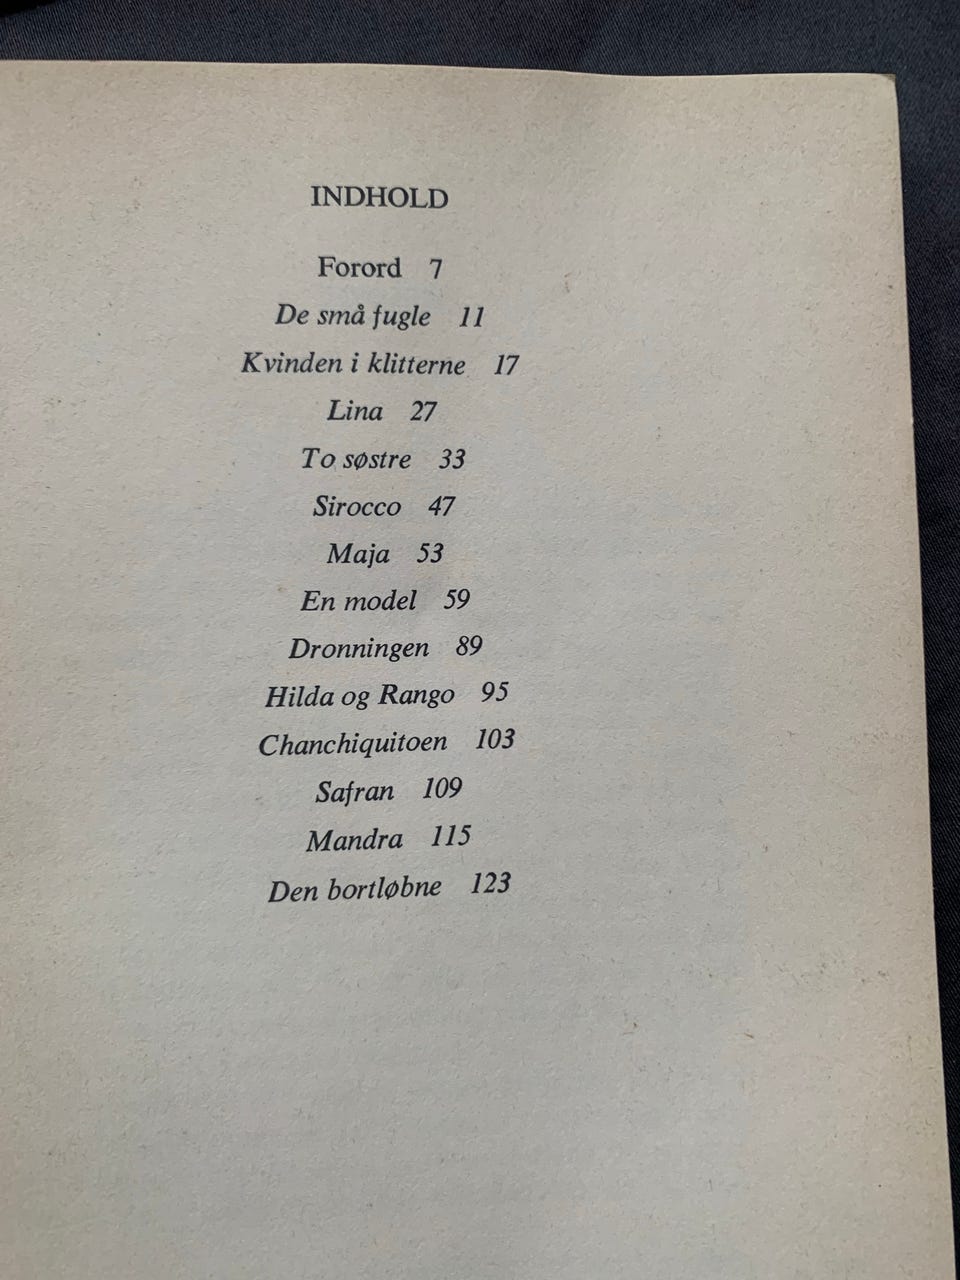 INDHOLD
Forord 7
De små fugle 11
Kvinden i klitterne 17
Lina 27
To søstre 33
Sirocco 47
Maja 53
En model 59
Dronningen 89
Hilda og Rango 95
Chanchiquitoen 103
Safran 109
Mandra 115
Den bortløbne 123